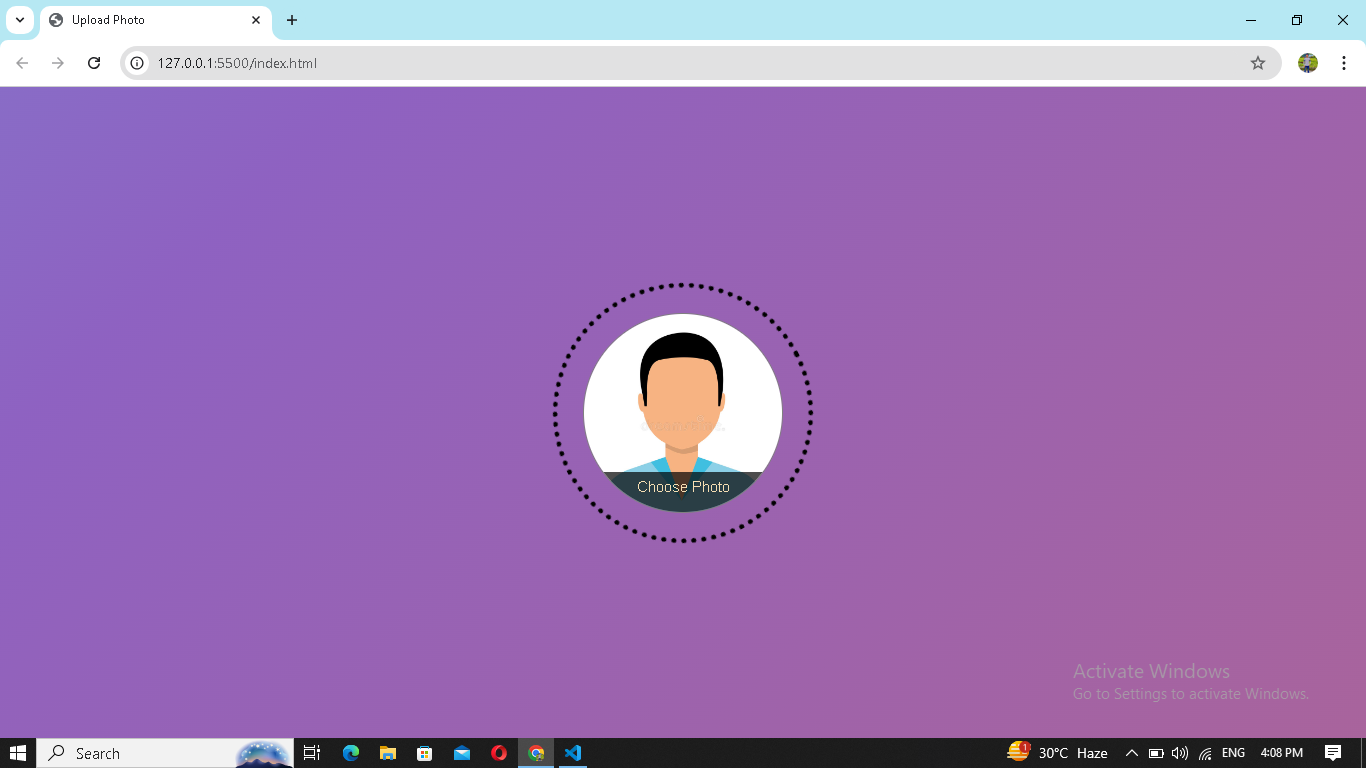 Upload Photo
127.0.0.1:5500/index.html
Choose Photo
Activate Windows
Go to Settings to activate Windows.
Search
1
30°C Haze
ENG
4:08 PM